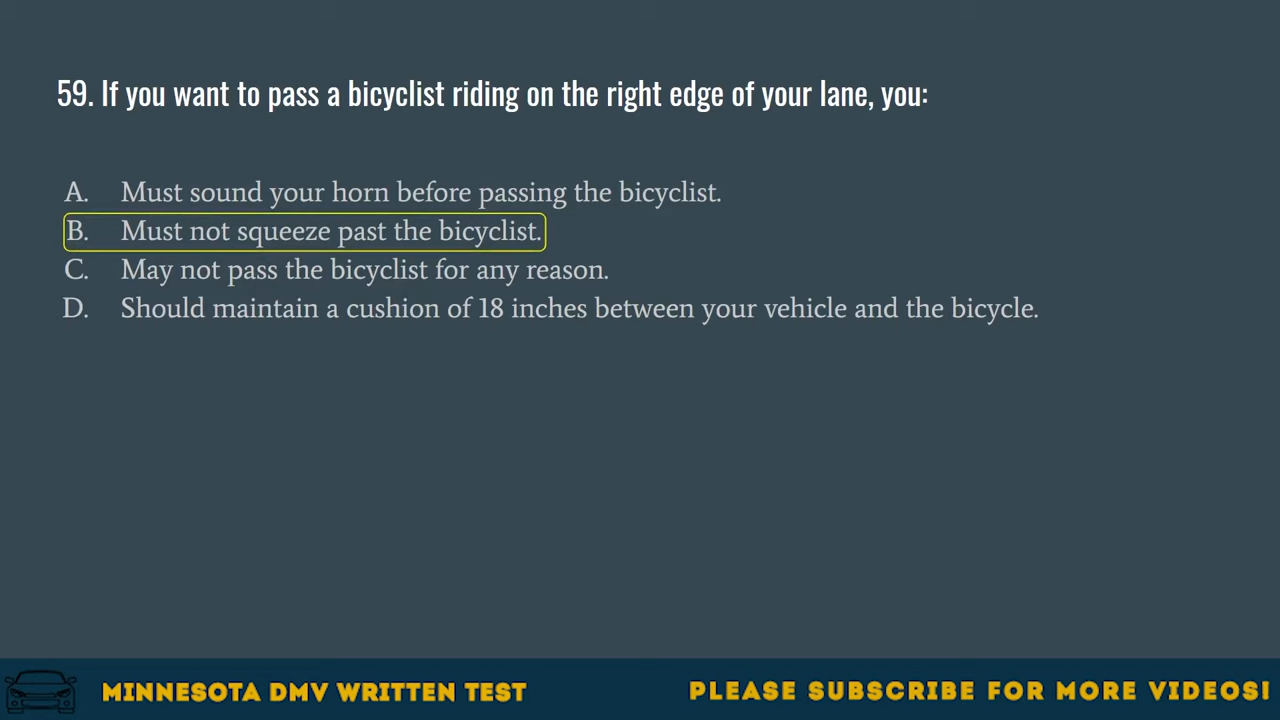 59. If you want to pass a bicyclist riding on the right edge of your lane, you:
A. Must sound your horn before passing the bicyclist.
B. Must not squeeze past the bicyclist.
C. May not pass the bicyclist for any reason.
D. Should maintain a cushion of 18 inches between your vehicle and the bicycle.
MINNESOTA DMV WRITTEN TEST
PLEASE SUBSCRIBE FOR MORE VIDEOS!